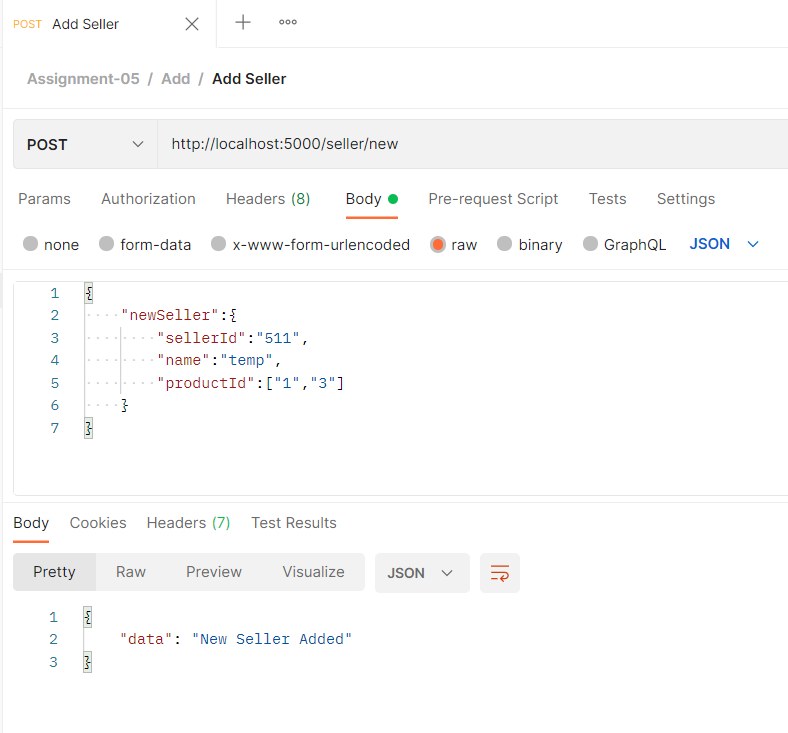 POST Add Seller
Assignment-05 / Add / Add Seller
POST http://localhost:5000/seller/new
Params Authorization Headers (8) Body Pre-request Script Tests Settings
none form-data x-www-form-urlencoded raw binary GraphQL JSON
1 {
2 "newSeller":{
3 "sellerId":"511",
4 "name":"temp",
5 "productId":["1","3"]
6 }
7 }
Body Cookies Headers (7) Test Results
Pretty Raw Preview Visualize JSON
1 {
2 "data": "New Seller Added"
3 }